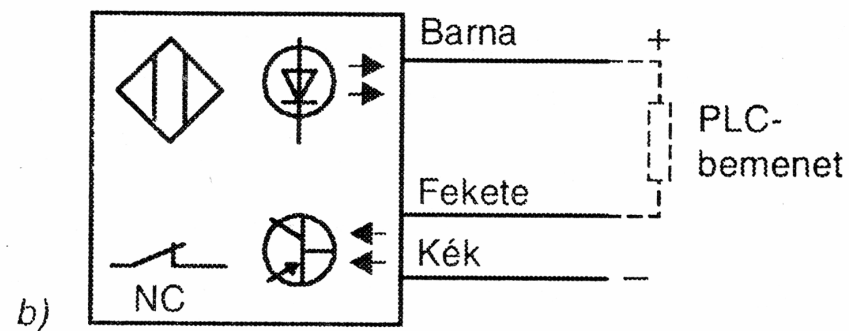 Barna
+
PLC-
bemenet
Fekete
Kék
−
NC
b)